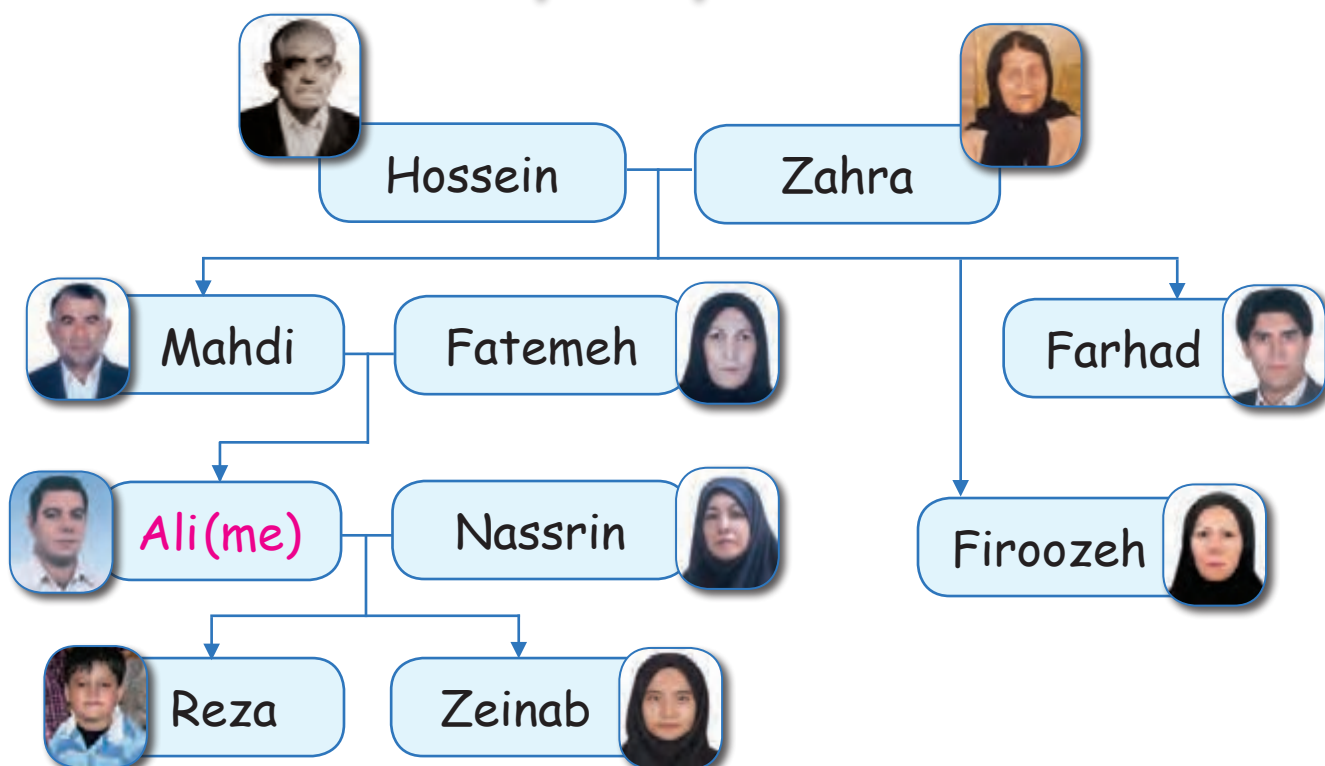 Hossein
Zahra
Mahdi
Fatemeh
Farhad
Ali(me)
Nassrin
Firoozeh
Reza
Zeinab